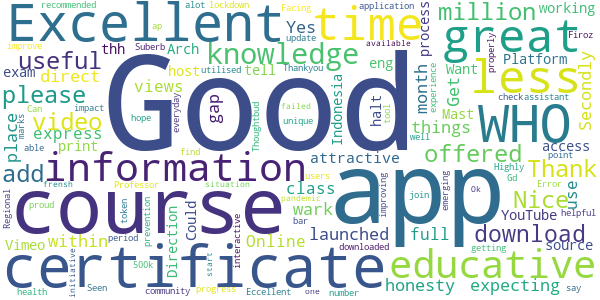 Excellent
time
million
working
useful
knowledge
great
please
video
Good
less
WHO
information
app
offered
add
course
Nice
Thank
download
certificate
educative
recommended
alot
lockdown
Facing
application
ap
update
Yes
process
improve
Suberb
available
thh
Arch
Platform
Firoz
host
utilised
Thankyou
properly
exam
direct
tell
eng
month
Get
Want
Secondly
views
gap
Indonesia
halt
check
assistant
Can
impact
everyday
failed
experience
Mast
marks
hope
unique
tool
well
things
place
express
Thoughtbud
access
able
print
find
attractive
Highly
point
Professor
situation
users
improving
Gd
use
frensh
class
join
emerging
Ok
Error
helpful
Regional
proud
token
prevention
Could
pandemic
wark
YouTube
Vimeo
within
Direction
interactive
bar
launched
full
source
Online
downloaded
initiative
Seen
period
500k
start
progress
getting
health
community
Eccellent
one
number
honesty
expecting
say